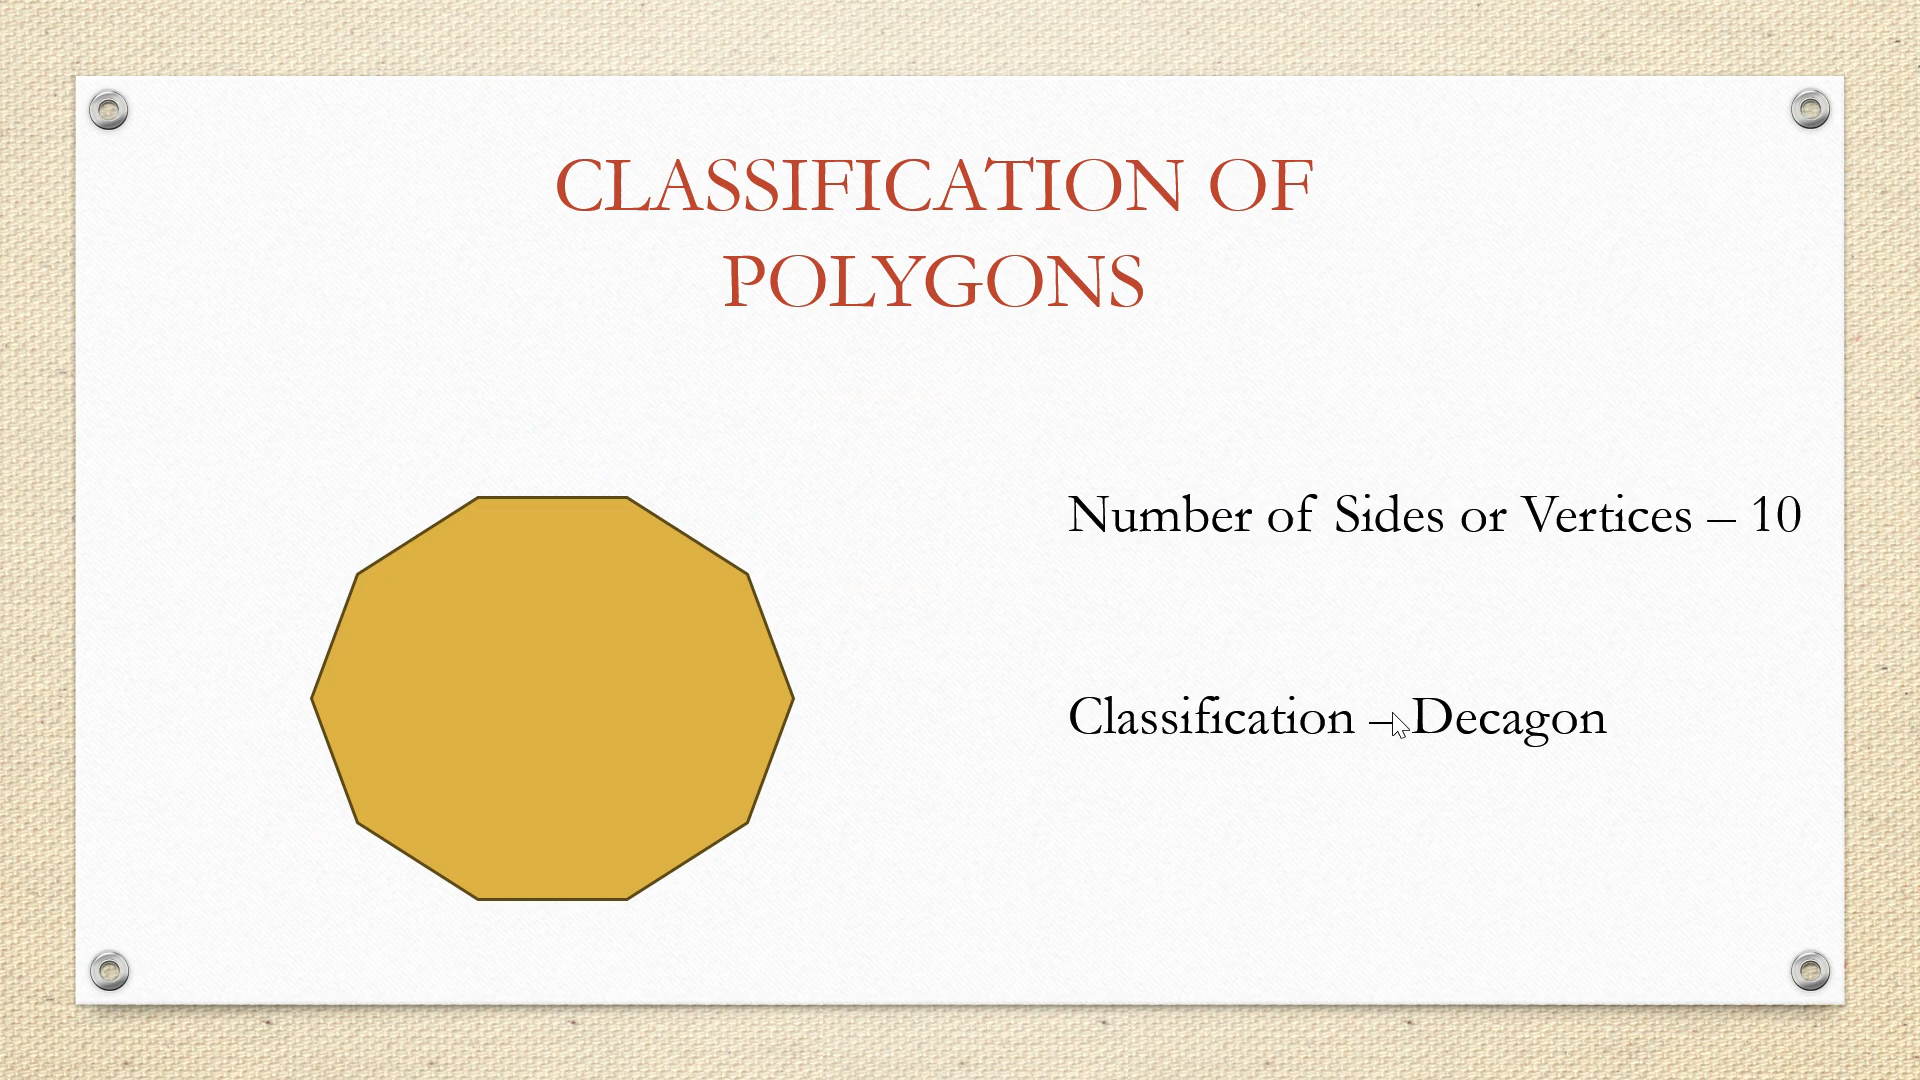 CLASSIFICATION OF
POLYGONS
Number of Sides or Vertices – 10
Classification – Decagon